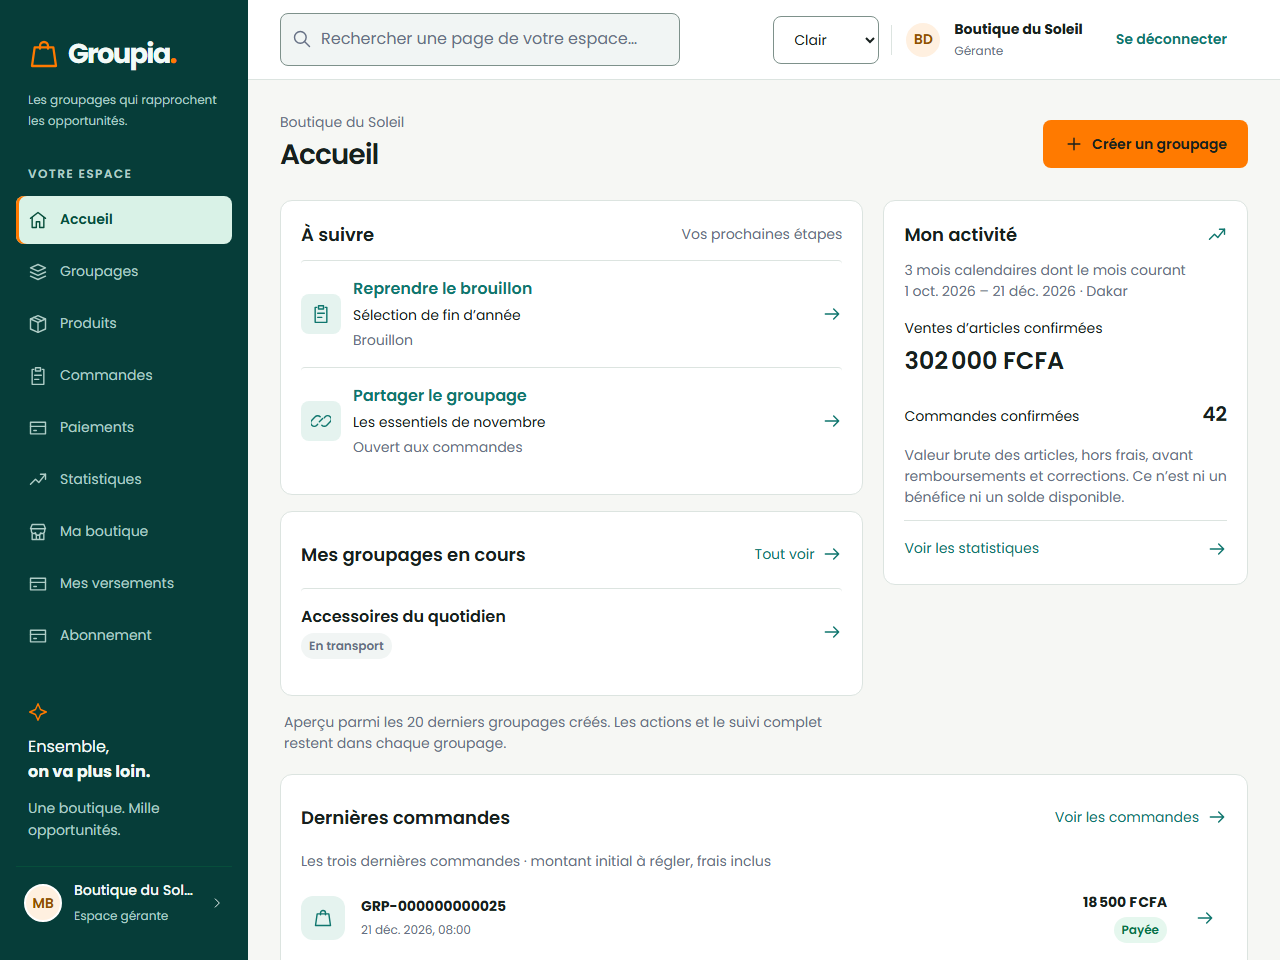 Groupia.
Les groupages qui rapprochent
les opportunités.
VOTRE ESPACE
Accueil
Groupages
Produits
Commandes
Paiements
Statistiques
Ma boutique
Mes versements
Abonnement
Ensemble,
on va plus loin.
Une boutique. Mille
opportunités.
MB
Boutique du Sol...
Espace gérante
Rechercher une page de votre espace...
Clair
BD
Boutique du Soleil
Gérante
Se déconnecter
Boutique du Soleil
Accueil
Créer un groupage
À suivre
Vos prochaines étapes
Reprendre le brouillon
Sélection de fin d’année
Brouillon
Partager le groupage
Les essentiels de novembre
Ouvert aux commandes
Mes groupages en cours
Tout voir
Accessoires du quotidien
En transport
Aperçu parmi les 20 derniers groupages créés. Les actions et le suivi complet
restent dans chaque groupage.
Mon activité
3 mois calendaires dont le mois courant
1 oct. 2026 – 21 déc. 2026 · Dakar
Ventes d’articles confirmées
302 000 FCFA
Commandes confirmées
42
Valeur brute des articles, hors frais, avant
remboursements et corrections. Ce n’est ni un
bénéfice ni un solde disponible.
Voir les statistiques
Dernières commandes
Voir les commandes
Les trois dernières commandes · montant initial à régler, frais inclus
GRP-000000000025
21 déc. 2026, 08:00
18 500 FCFA
Payée